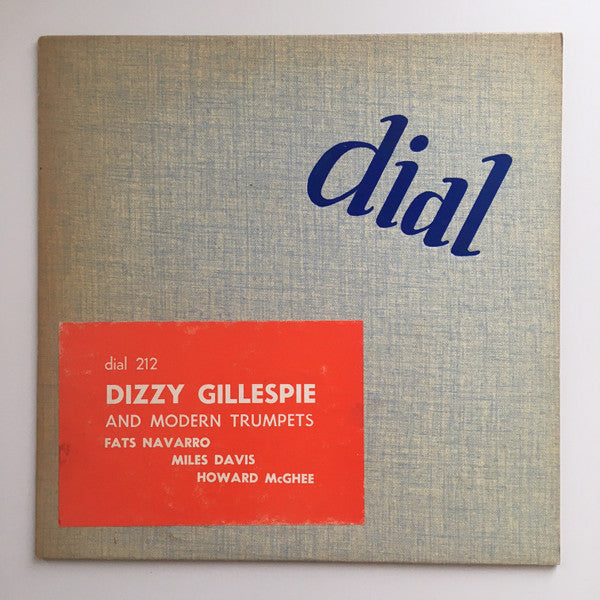 dial
dial 212
DIZZY GILLESPIE
AND MODERN TRUMPETS
FATS NAVARRO
MILES DAVIS
HOWARD McGHEE